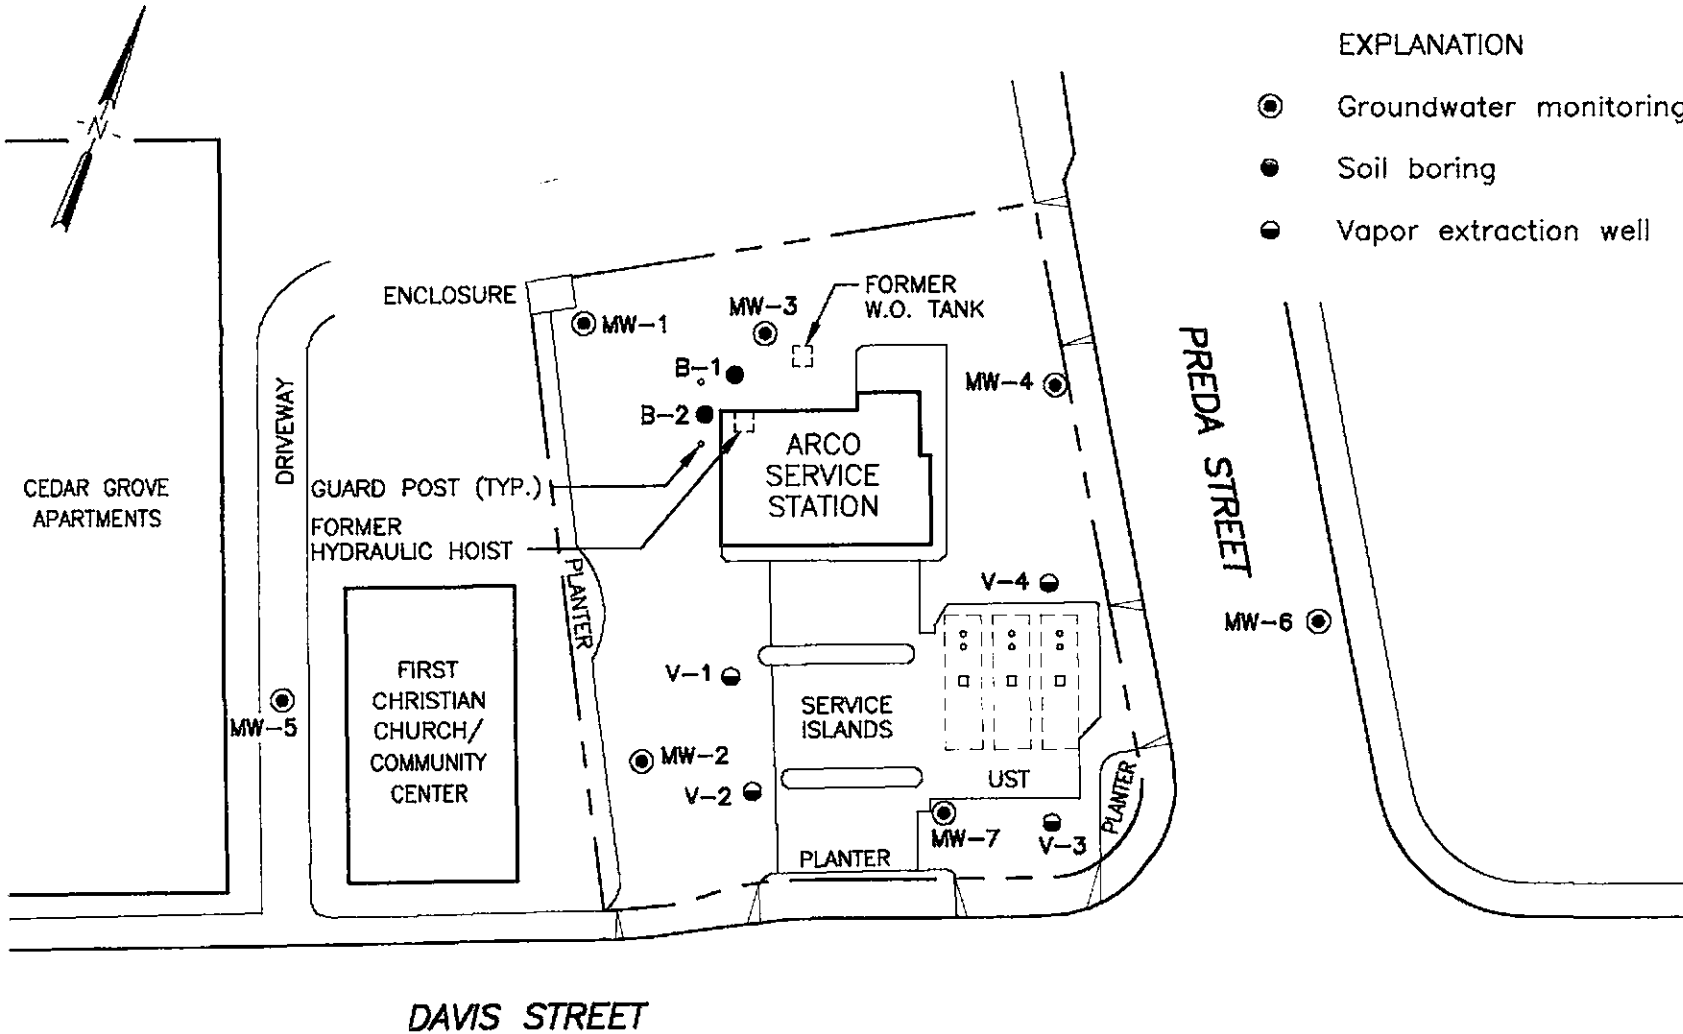 EXPLANATION
Groundwater monitoring
Soil boring
Vapor extraction well
N
ENCLOSURE
MW-1
MW-3
FORMER
W.O. TANK
B-1
MW-4
B-2
DRIVEWAY
ARCO
SERVICE
STATION
PREDA STREET
CEDAR GROVE
APARTMENTS
GUARD POST (TYP.)
FORMER
HYDRAULIC HOIST
PLANTER
V-4
MW-6
FIRST
CHRISTIAN
CHURCH/
COMMUNITY
CENTER
V-1
SERVICE
ISLANDS
MW-5
MW-2
V-2
UST
PLANTER
MW-7
V-3
PLANTER
DAVIS STREET